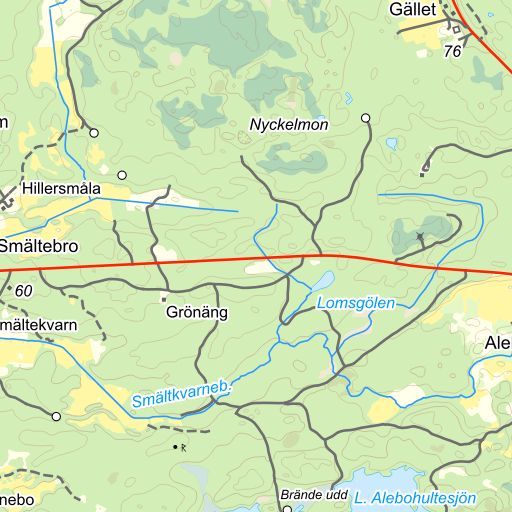 Gället
76
Nyckelmon
m
Hillersmåla
Smältebro
60
Lomsgölen
Grönäng
mältekvarn
Ale
Smältkvarneb.
R
Brände udd
L. Alebohultesjön
nebo